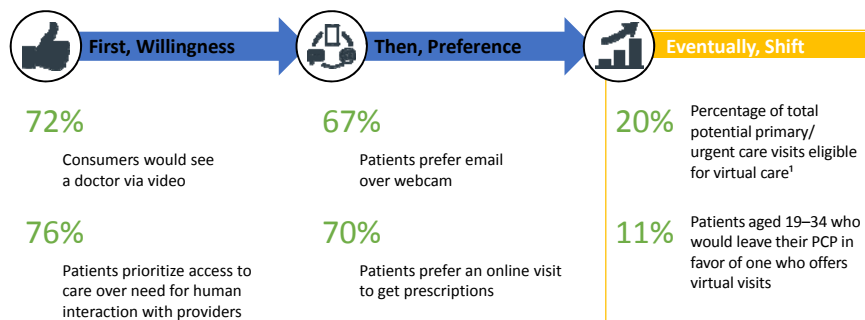 First, Willingness
Then, Preference
Eventually, Shift
72%
Consumers would see
a doctor via video
76%
Patients prioritize access to
care over need for human
interaction with providers
67%
Patients prefer email
over webcam
70%
Patients prefer an online visit
to get prescriptions
20%
Percentage of total
potential primary/
urgent care visits eligible
for virtual care¹
11%
Patients aged 19–34 who
would leave their PCP in
favor of one who offers
virtual visits